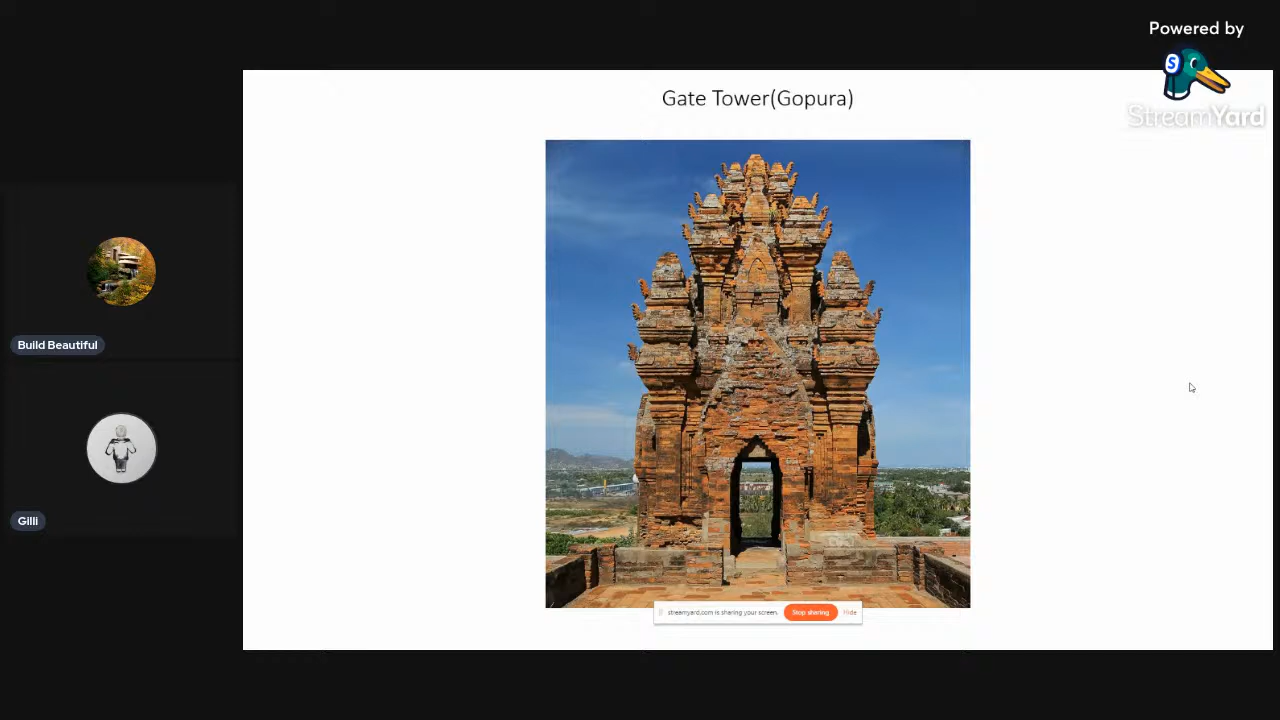 Powered by
StreamYard
Gate Tower(Gopura)
Build Beautiful
Gilli
streamyard.com is sharing your screen.
Stop sharing
Hide